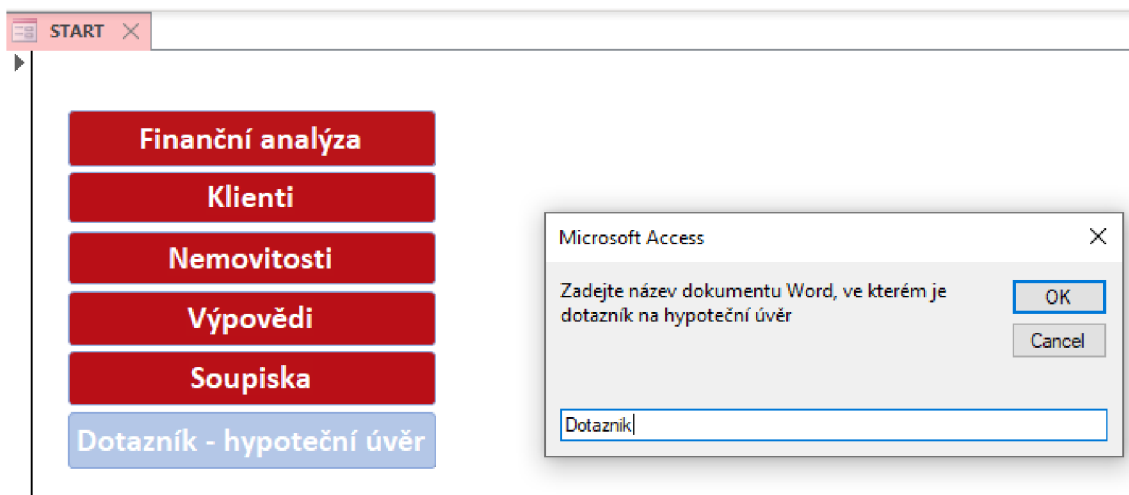 START
Finanční analýza
Klienti
Nemovitosti
Výpovědi
Soupiska
Dotazník - hypoteční úvěr
Microsoft Access
Zadejte název dokumentu Word, ve kterém je
dotazník na hypoteční úvěr
OK
Cancel
Dotaznik